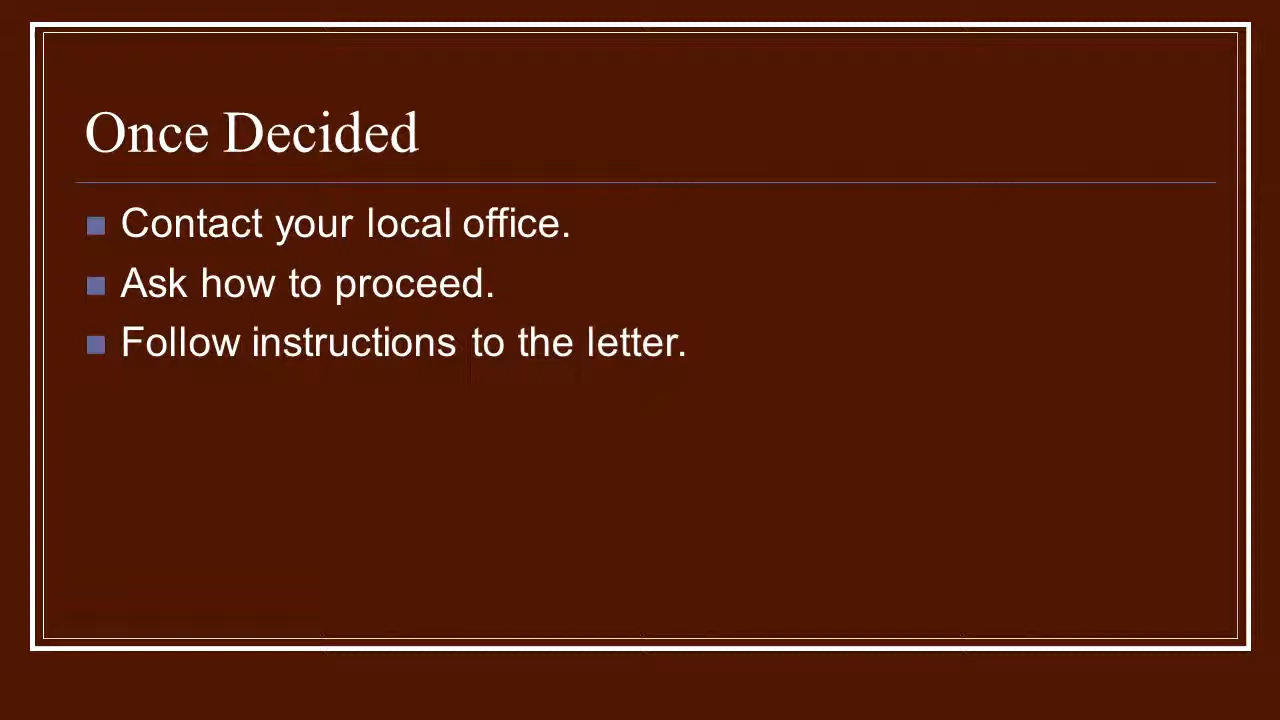 Once Decided
Contact your local office.
Ask how to proceed.
Follow instructions to the letter.